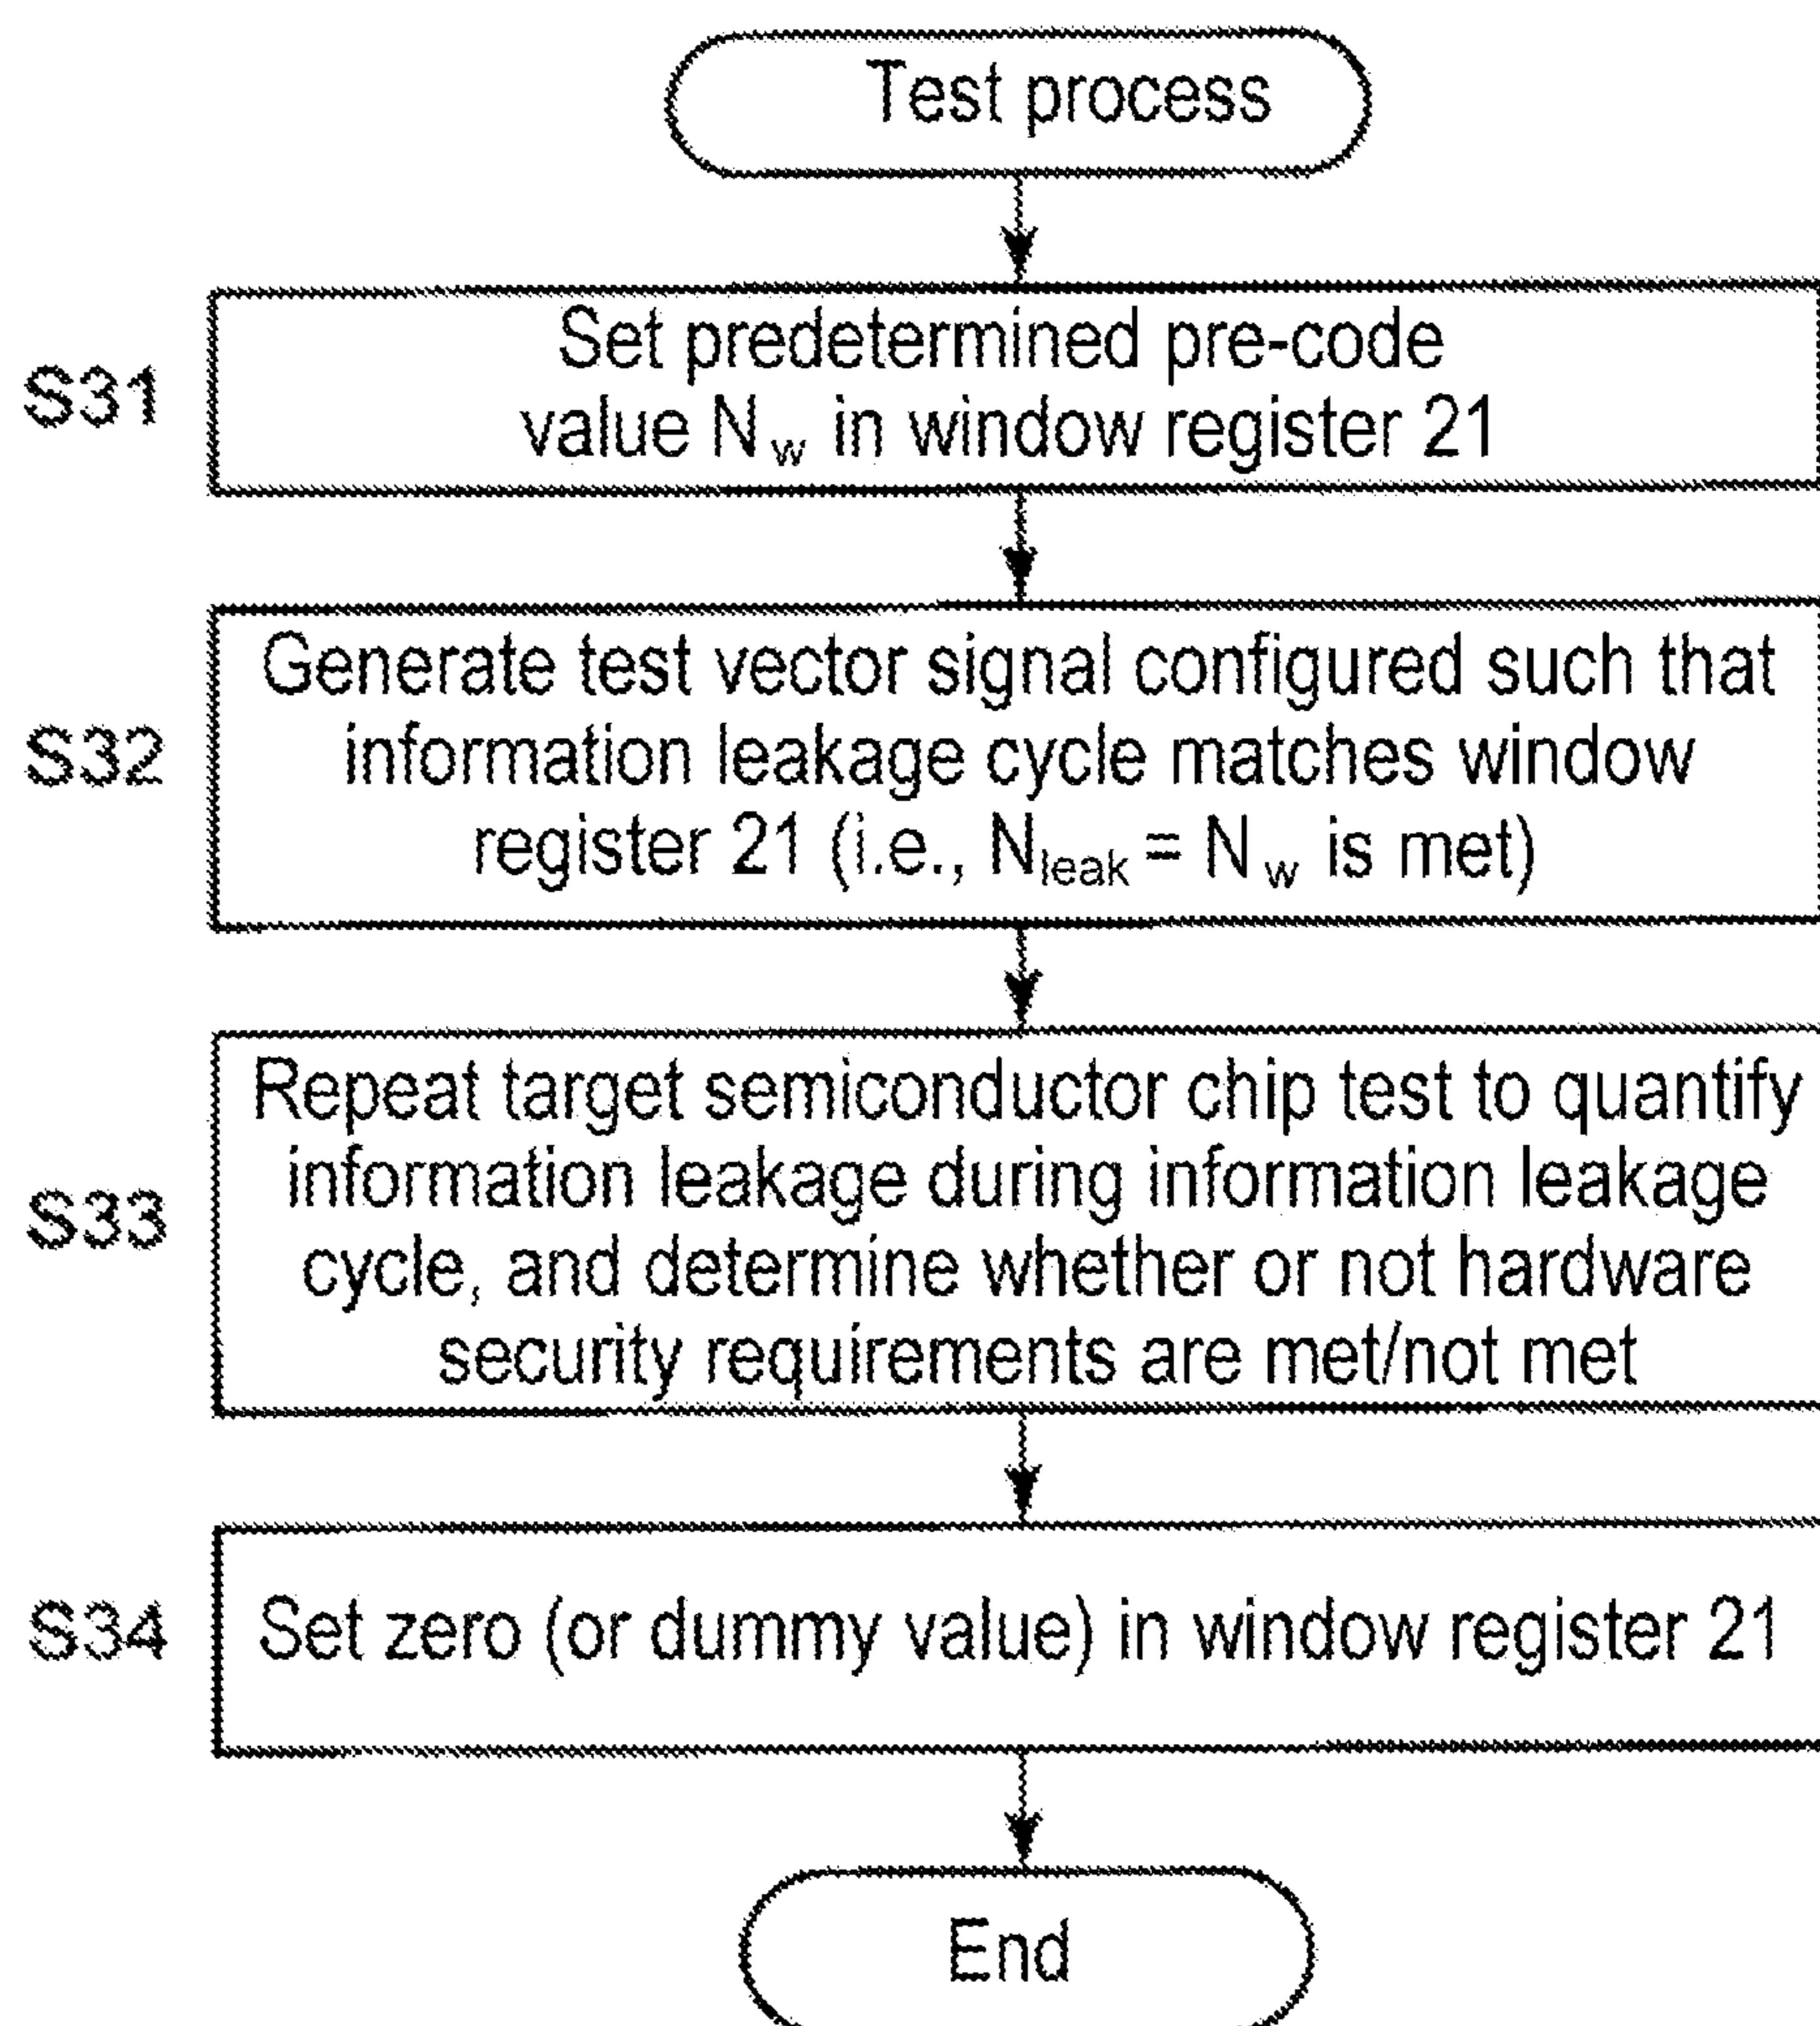 Test process
S31
Set predetermined pre-code
value N w in window register 21
S32
Generate test vector signal configured such that
information leakage cycle matches window
register 21 (i.e., Nleak = N w is met)
S33
Repeat target semiconductor chip test to quantify
information leakage during information leakage
cycle, and determine whether or not hardware
security requirements are met/not met
S34
Set zero (or dummy value) in window register 21
End